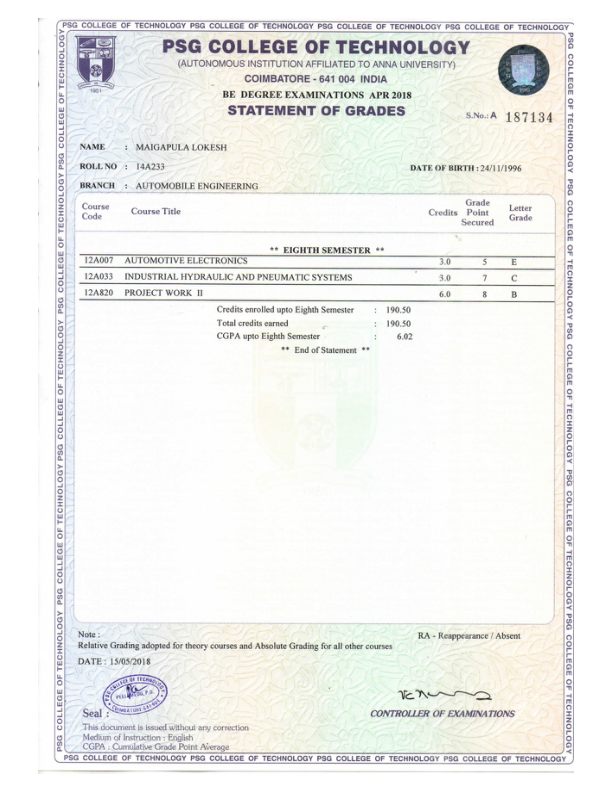 PSG COLLEGE OF TECHNOLOGY PSG COLLEGE OF TECHNOLOGY PSG COLLEGE OF TECHNOLOGY PSG COLLEGE OF TECHNOLOGY
PSG COLLEGE OF TECHNOLOGY
(AUTONOMOUS INSTITUTION AFFILIATED TO ANNA UNIVERSITY)
COIMBATORE - 641 004 INDIA
1951
BE DEGREE EXAMINATIONS APR 2018
STATEMENT OF GRADES
S.No.: A 187134
NAME : MAIGAPULA LOKESH
ROLL NO : 14A233
DATE OF BIRTH : 24/11/1996
BRANCH : AUTOMOBILE ENGINEERING
Course Code Course Title Credits Grade Point Secured Letter Grade
** EIGHTH SEMESTER **
12A007 AUTOMOTIVE ELECTRONICS 3.0 5 E
12A033 INDUSTRIAL HYDRAULIC AND PNEUMATIC SYSTEMS 3.0 7 C
12A820 PROJECT WORK II 6.0 8 B
Credits enrolled upto Eighth Semester : 190.50
Total credits earned : 190.50
CGPA upto Eighth Semester : 6.02
** End of Statement **
Note :
RA - Reappearance / Absent
Relative Grading adopted for theory courses and Absolute Grading for all other courses
DATE : 15/05/2018
Seal :
CONTROLLER OF EXAMINATIONS
This document is issued without any correction
Medium of Instruction : English
CGPA : Cumulative Grade Point Average
PSG COLLEGE OF TECHNOLOGY PSG COLLEGE OF TECHNOLOGY PSG COLLEGE OF TECHNOLOGY PSG COLLEGE OF TECHNOLOGY